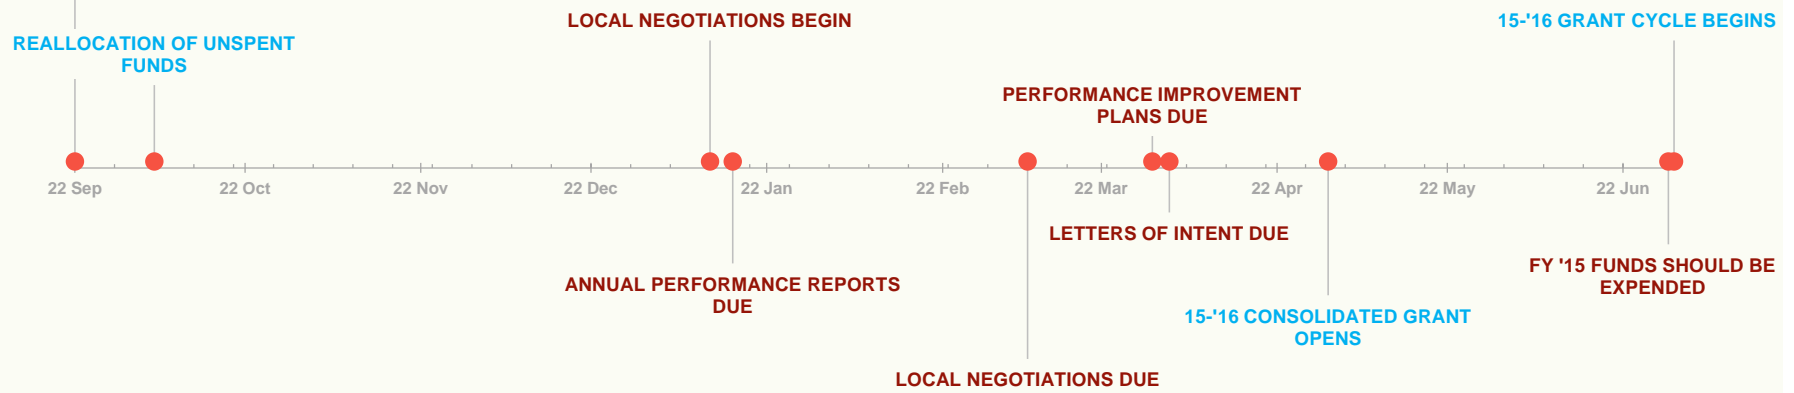 LOCAL NEGOTIATIONS BEGIN
15-'16 GRANT CYCLE BEGINS
REALLOCATION OF UNSPENT
FUNDS
PERFORMANCE IMPROVEMENT
PLANS DUE
22 Sep
22 Oct
22 Nov
22 Dec
22 Jan
22 Feb
22 Mar
22 Apr
22 May
22 Jun
LETTERS OF INTENT DUE
FY '15 FUNDS SHOULD BE
EXPENDED
ANNUAL PERFORMANCE REPORTS
DUE
15-'16 CONSOLIDATED GRANT
OPENS
LOCAL NEGOTIATIONS DUE